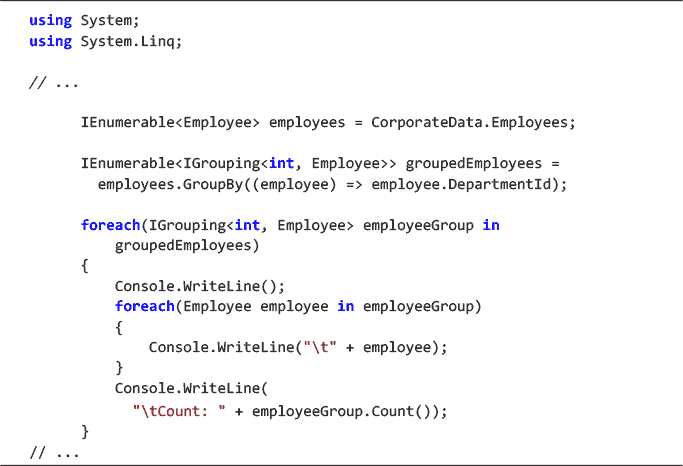 using System;
using System.Linq;
// ...
IEnumerable<Employee> employees = CorporateData.Employees;
IEnumerable<IGrouping<int, Employee>> groupedEmployees =
employees.GroupBy((employee) => employee.DepartmentId);
foreach(IGrouping<int, Employee> employeeGroup in
groupedEmployees)
{
Console.WriteLine();
foreach(Employee employee in employeeGroup)
{
Console.WriteLine("\t" + employee);
}
Console.WriteLine(
"\tCount: " + employeeGroup.Count());
}
// ...